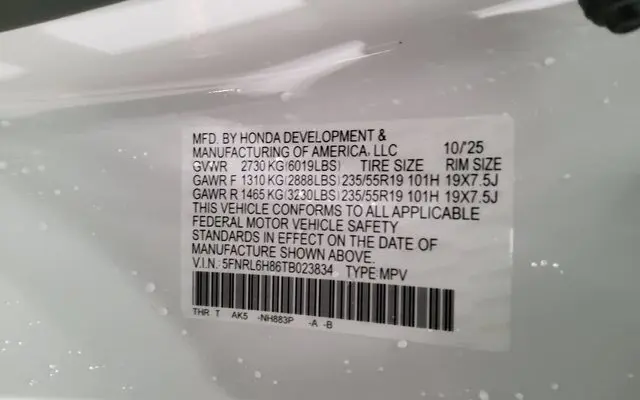 MFD. BY HONDA DEVELOPMENT &
MANUFACTURING OF AMERICA, LLC 10/'25
GVWR 2730 KG (6019LBS) TIRE SIZE RIM SIZE
GAWR F 1310 KG (2888LBS) 235/55R19 101H 19X7.5J
GAWR R 1465 KG (3230LBS) 235/55R19 101H 19X7.5J
THIS VEHICLE CONFORMS TO ALL APPLICABLE
FEDERAL MOTOR VEHICLE SAFETY
STANDARDS IN EFFECT ON THE DATE OF
MANUFACTURE SHOWN ABOVE.
V.I.N.: 5FNRL6H86TB023834 TYPE MPV
THR T AK5 -NH883P -A -B